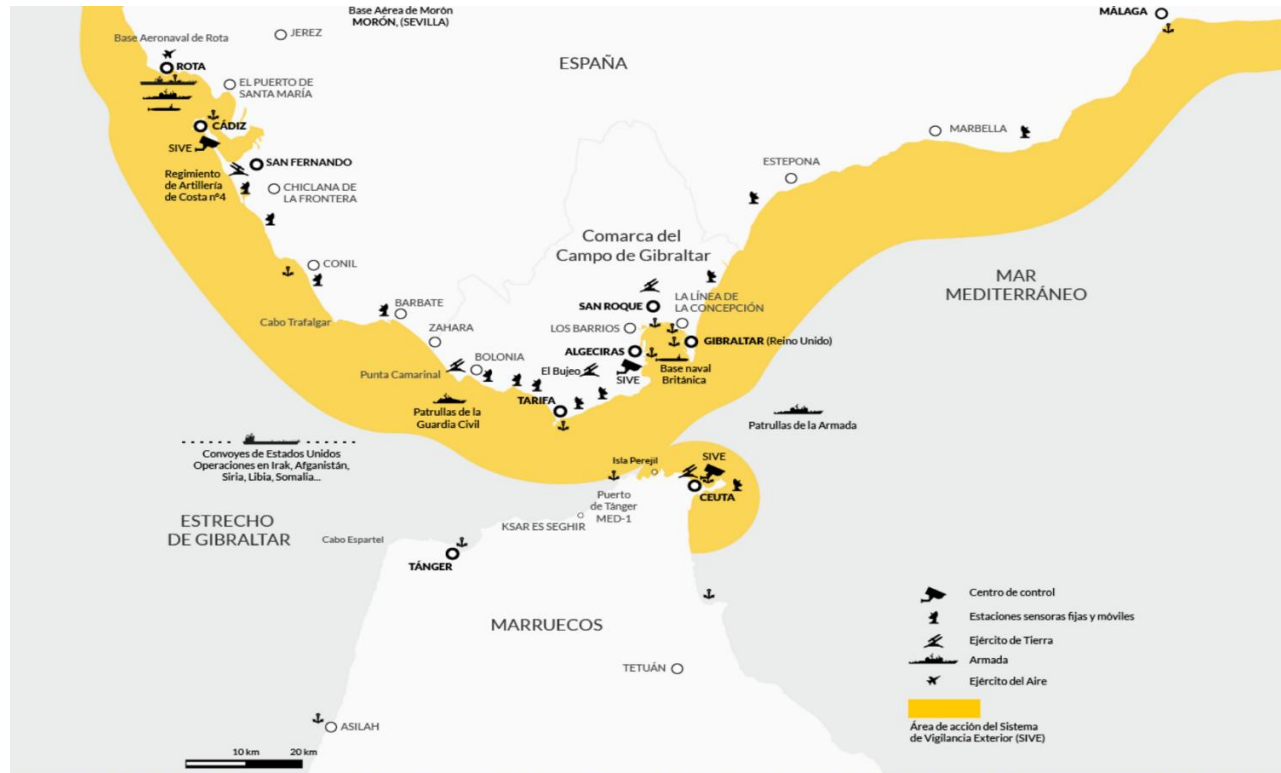 Base Aérea de Morón
MORÓN, (SEVILLA)
MÁLAGA
JEREZ
Base Aeronaval de Rota
ROTA
ESPAÑA
EL PUERTO DE
SANTA MARÍA
CÁDIZ
MARBELLA
SIVE
SAN FERNANDO
ESTEPONA
Regimiento
de Artillería
de Costa nº4
CHICLANA DE
LA FRONTERA
Comarca del
Campo de Gibraltar
CONIL
MAR
MEDITERRÁNEO
LA LÍNEA DE
LA CONCEPCIÓN
SAN ROQUE
BARBATE
Cabo Trafalgar
ZAHARA
LOS BARRIOS
GIBRALTAR (Reino Unido)
ALGECIRAS
BOLONIA
El Bujeo
Base naval
Británica
Punta Camarinal
SIVE
TARIFA
Patrullas de la
Guardia Civil
Patrullas de la Armada
Convoyes de Estados Unidos
Operaciones en Irak, Afganistán,
Siria, Libia, Somalia...
SIVE
Isla Perejil
CEUTA
Puerto
de Tánger
MED-1
ESTRECHO
DE GIBRALTAR
KSAR ES SEGHIR
Cabo Espartel
TÁNGER
Centro de control
Estaciones sensoras fijas y móviles
MARRUECOS
Ejército de Tierra
Armada
TETUÁN
Ejército del Aire
ASILAH
Área de acción del Sistema
de Vigilancia Exterior (SIVE)
10 km
20 km